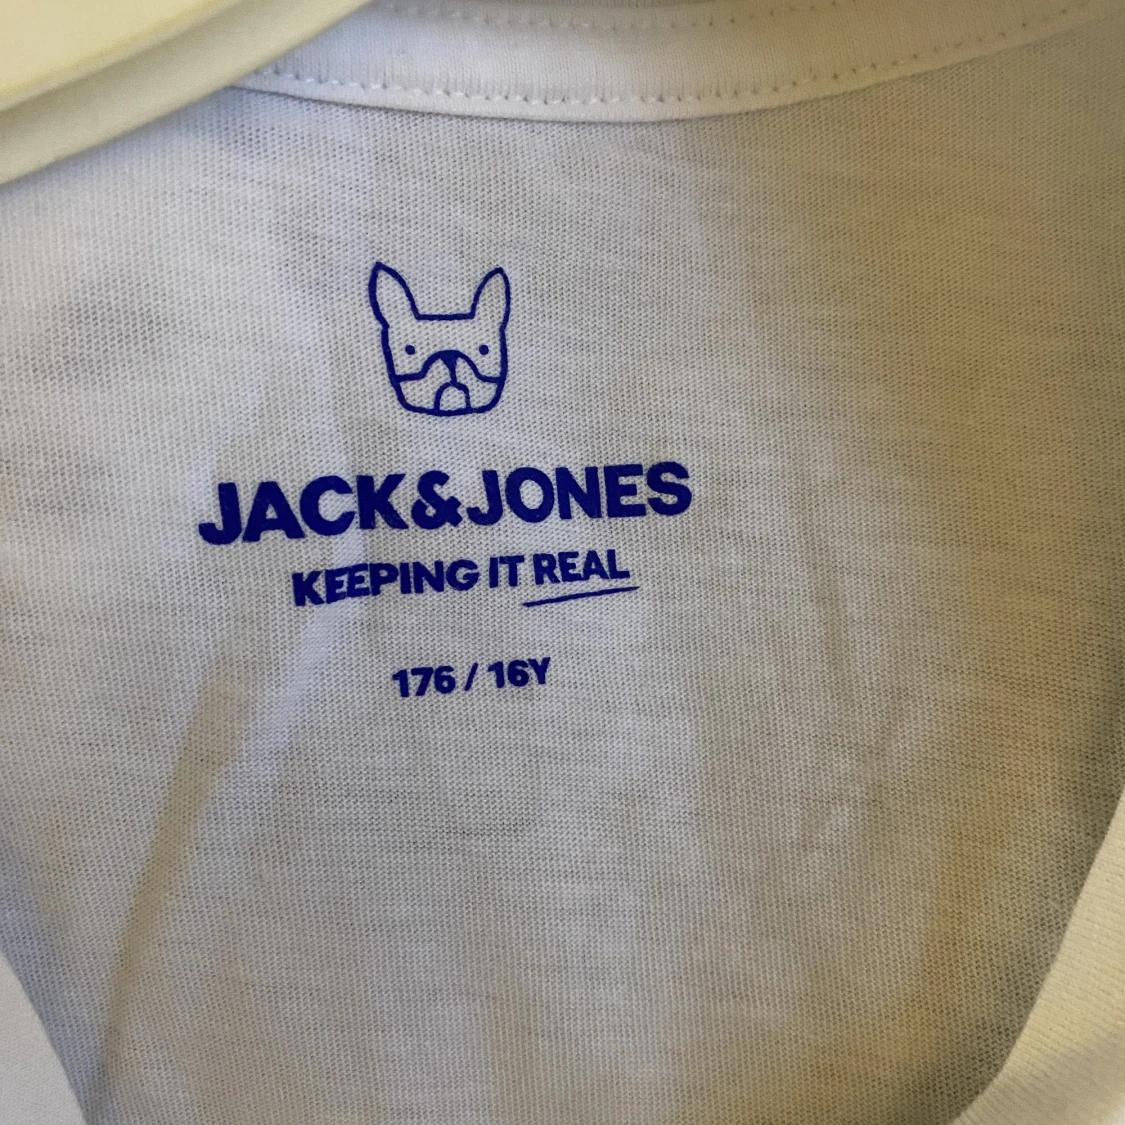 JACK&JONES
KEEPING IT REAL
176 / 16Y